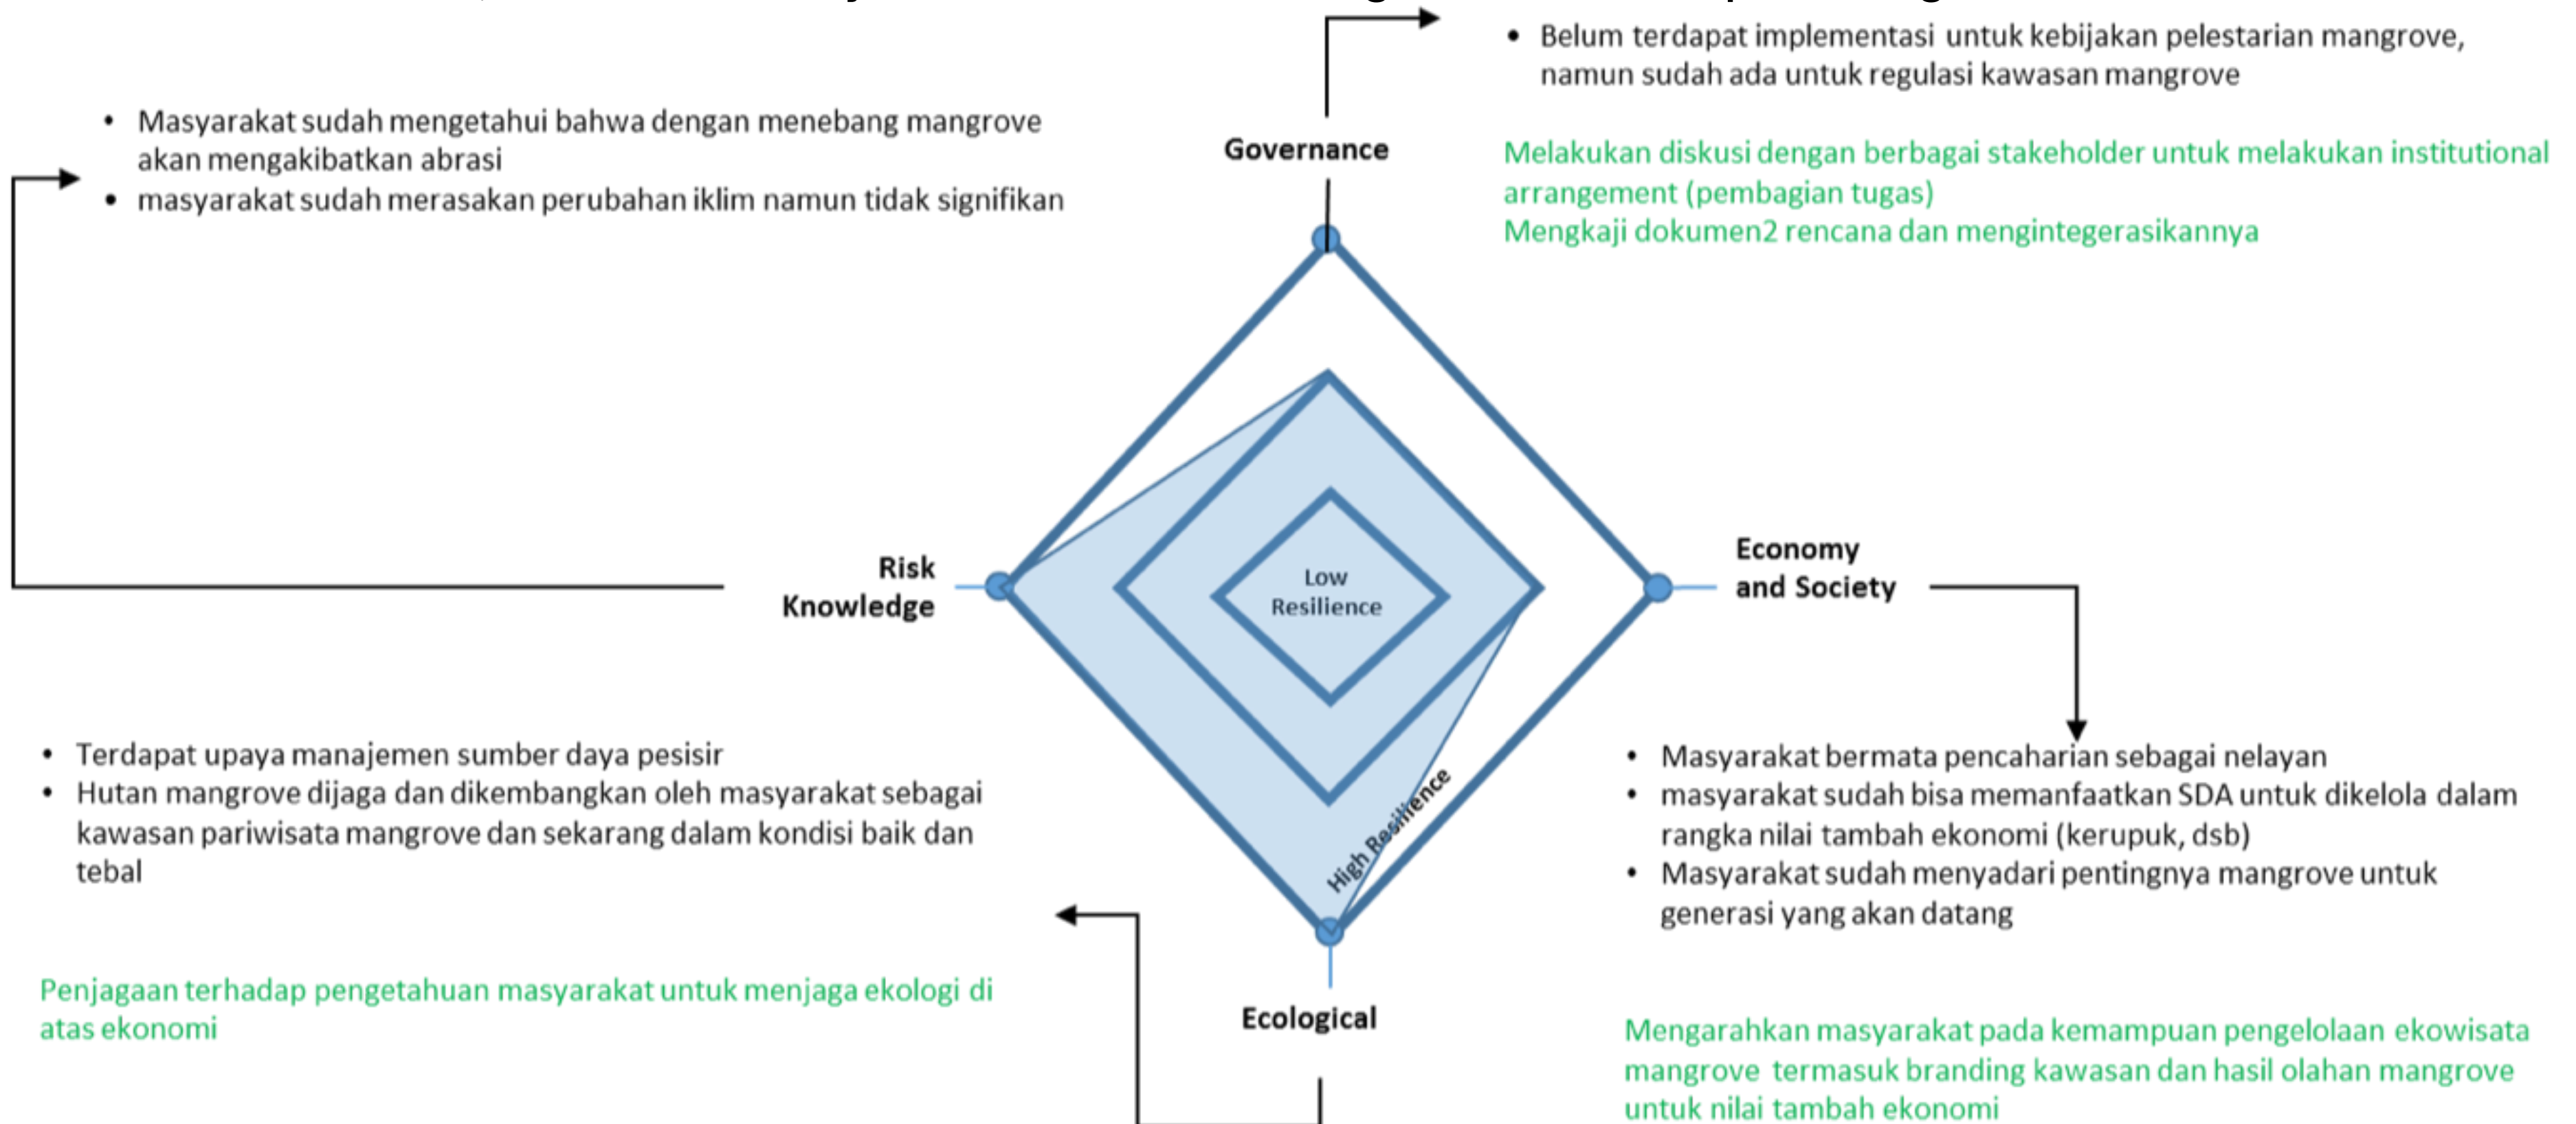 • Belum terdapat implementasi untuk kebijakan pelestarian mangrove,
namun sudah ada untuk regulasi kawasan mangrove
Melakukan diskusi dengan berbagai stakeholder untuk melakukan institutional
arrangement (pembagian tugas)
Mengkaji dokumen2 rencana dan mengintegerasikannya
• Masyarakat sudah mengetahui bahwa dengan menebang mangrove
akan mengakibatkan abrasi
• masyarakat sudah merasakan perubahan iklim namun tidak signifikan
Governance
Risk
Knowledge
Low
Resilience
Economy
and Society
High Resilience
• Terdapat upaya manajemen sumber daya pesisir
• Hutan mangrove dijaga dan dikembangkan oleh masyarakat sebagai
kawasan pariwisata mangrove dan sekarang dalam kondisi baik dan
tebal
Penjagaan terhadap pengetahuan masyarakat untuk menjaga ekologi di
atas ekonomi
Ecological
• Masyarakat bermata pencaharian sebagai nelayan
• masyarakat sudah bisa memanfaatkan SDA untuk dikelola dalam
rangka nilai tambah ekonomi (kerupuk, dsb)
• Masyarakat sudah menyadari pentingnya mangrove untuk
generasi yang akan datang
Mengarahkan masyarakat pada kemampuan pengelolaan ekowisata
mangrove termasuk branding kawasan dan hasil olahan mangrove
untuk nilai tambah ekonomi